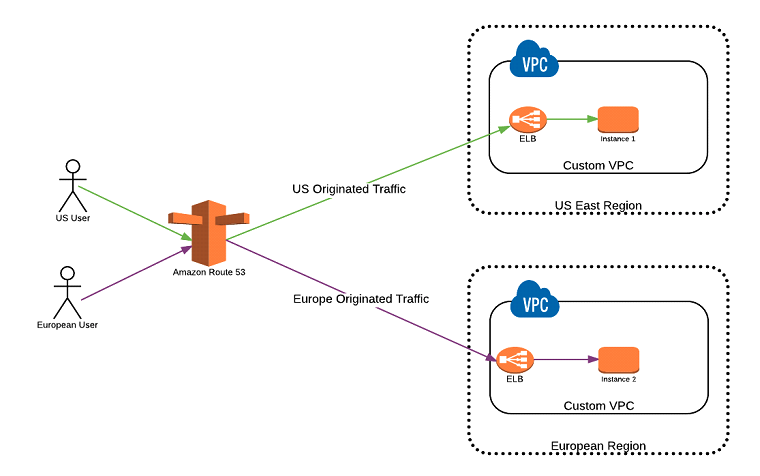 VPC
ELB
Instance 1
Custom VPC
US East Region
US Originated Traffic
US User
Amazon Route 53
European User
Europe Originated Traffic
VPC
ELB
Instance 2
Custom VPC
European Region